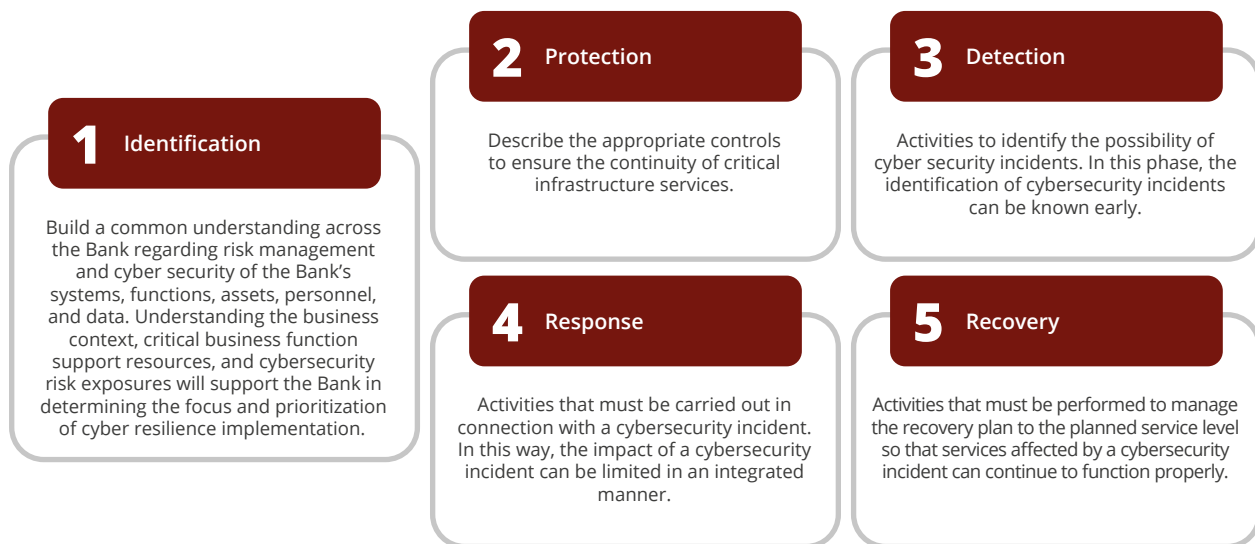 1 Identification
Build a common understanding across
the Bank regarding risk management
and cyber security of the Bank’s
systems, functions, assets, personnel,
and data. Understanding the business
context, critical business function
support resources, and cybersecurity
risk exposures will support the Bank in
determining the focus and prioritization
of cyber resilience implementation.
2 Protection
Describe the appropriate controls
to ensure the continuity of critical
infrastructure services.
3 Detection
Activities to identify the possibility of
cyber security incidents. In this phase, the
identification of cybersecurity incidents
can be known early.
4 Response
Activities that must be carried out in
connection with a cybersecurity incident.
In this way, the impact of a cybersecurity
incident can be limited in an integrated
manner.
5 Recovery
Activities that must be performed to manage
the recovery plan to the planned service level
so that services affected by a cybersecurity
incident can continue to function properly.